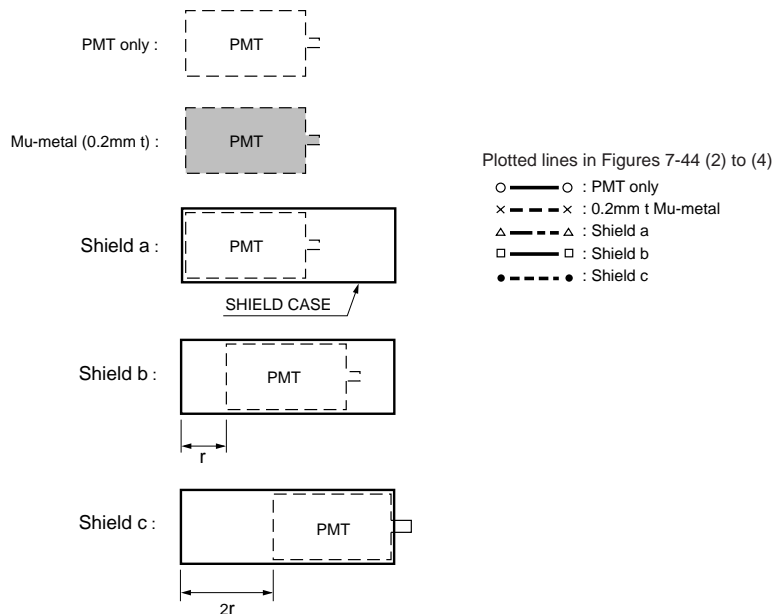 PMT only :
PMT
Mu-metal (0.2mm t) :
PMT
Shield a :
PMT
SHIELD CASE
Shield b :
PMT
r
Shield c :
PMT
2r
Plotted lines in Figures 7-44 (2) to (4)
: PMT only
: 0.2mm t Mu-metal
: Shield a
: Shield b
: Shield c